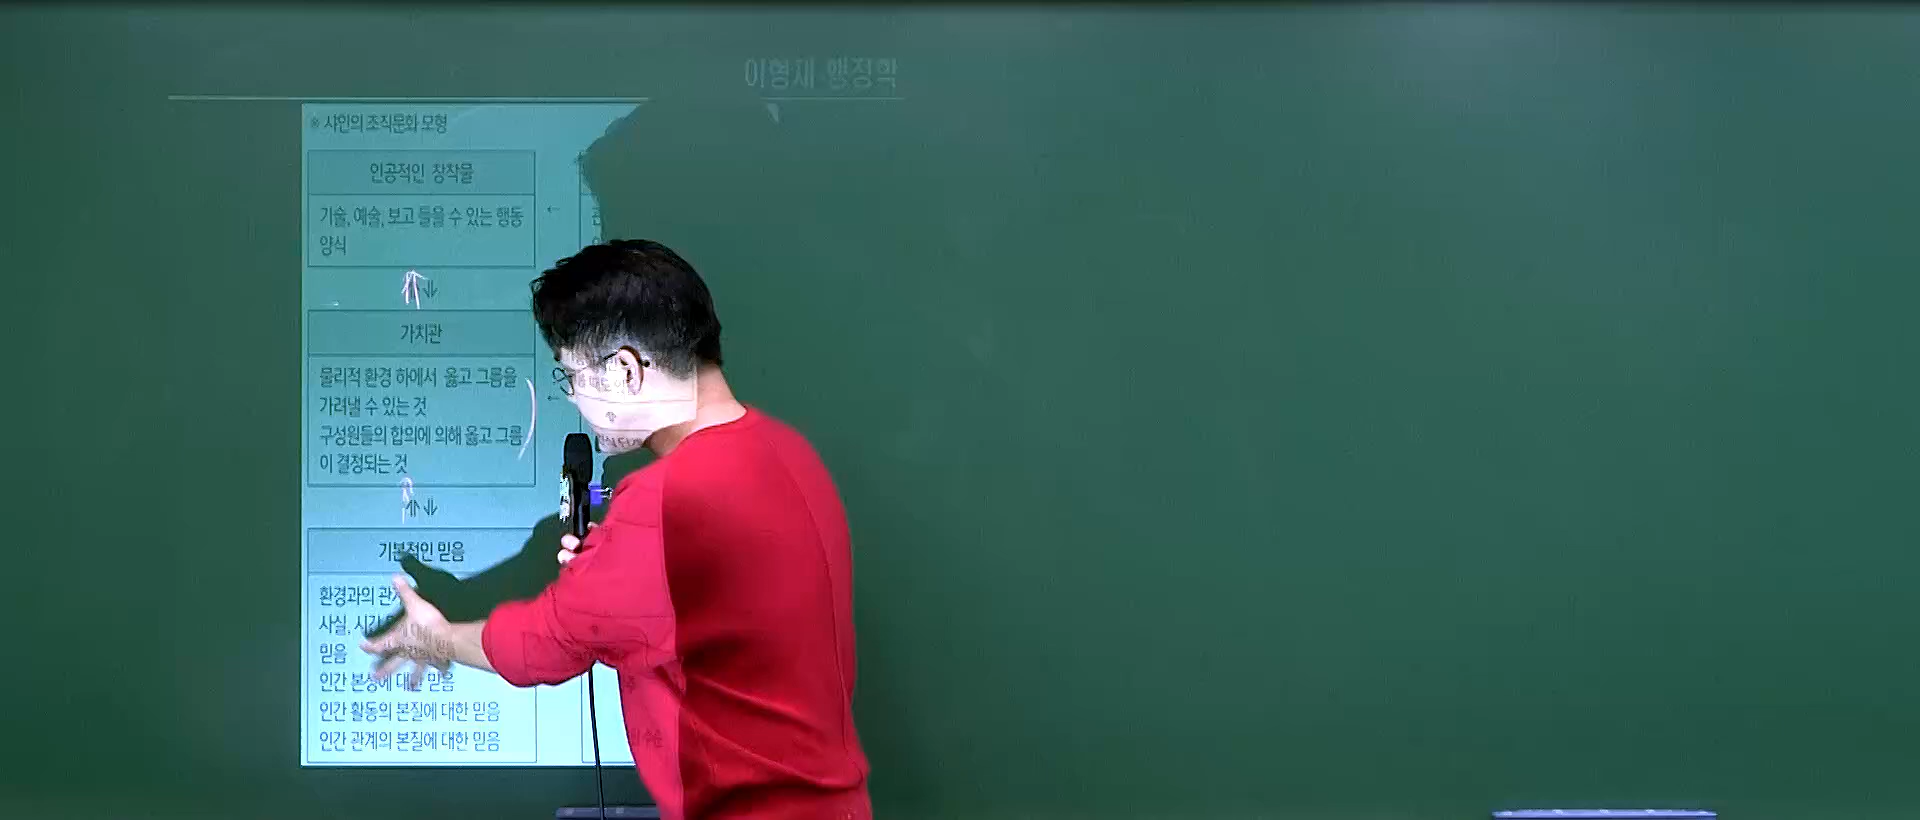 이형재 행정학
※ 샤인의 조직문화 모형
인공적인 창작물
기술, 예술, 보고 들을 수 있는 행동
양식
←
⇑⇓
가치관
물리적 환경 하에서 옳고 그름을
가려낼 수 있는 것
구성원들의 합의에 의해 옳고 그름
이 결정되는 것
←
⇑⇓
기본적인 믿음
환경과의
사실, 시간
믿음
인간 본성에 대한 믿음
인간 활동의 본질에 대한 믿음
인간 관계의 본질에 대한 믿음
수준